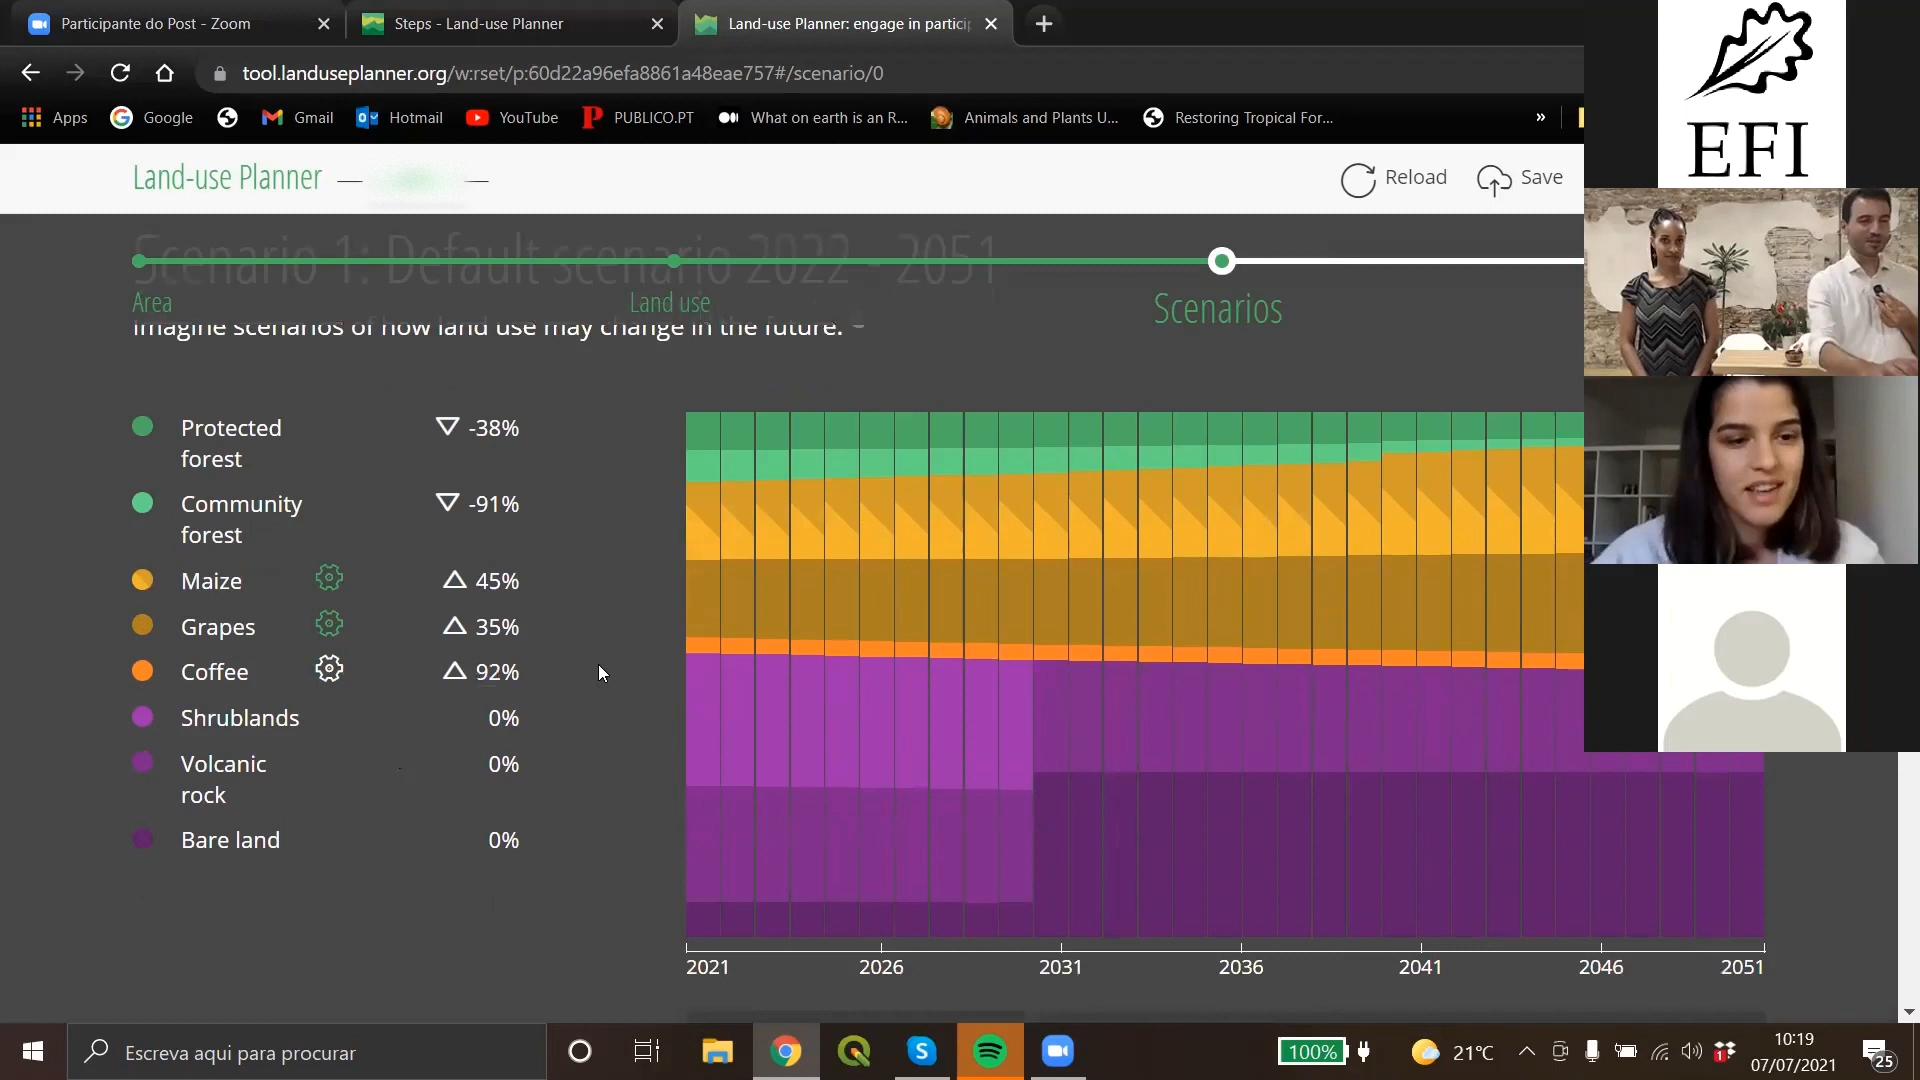 Participante do Post - Zoom
Steps - Land-use Planner
Land-use Planner: engage in partici
tool.landuseplanner.org/w:rset/p:60d22a96efa8861a48eae757#/scenario/0
Apps
Google
Gmail
Hotmail
YouTube
PUBLICO.PT
What on earth is an R...
Animals and Plants U...
Restoring Tropical For...
»
EFI
Land-use Planner
Reload
Save
Scenario 1: Default scenario 2022 - 2051
Area
Land use
Scenarios
Imagine scenarios of how land use may change in the future.
Protected
forest
-38%
Community
forest
-91%
Maize
45%
Grapes
35%
Coffee
92%
Shrublands
0%
Volcanic
rock
0%
Bare land
0%
2021
2026
2031
2036
2041
2046
2051
Escreva aqui para procurar
100%
21°C
10:19
07/07/2021
25